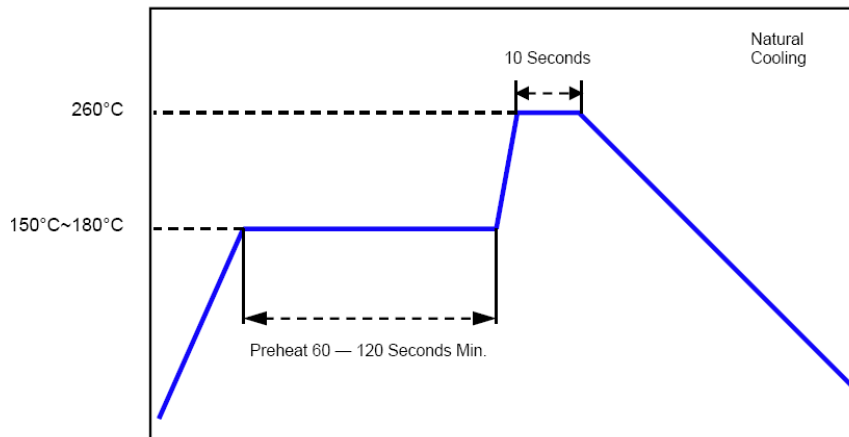 Natural
Cooling
10 Seconds
260°C
150°C~180°C
Preheat 60 — 120 Seconds Min.